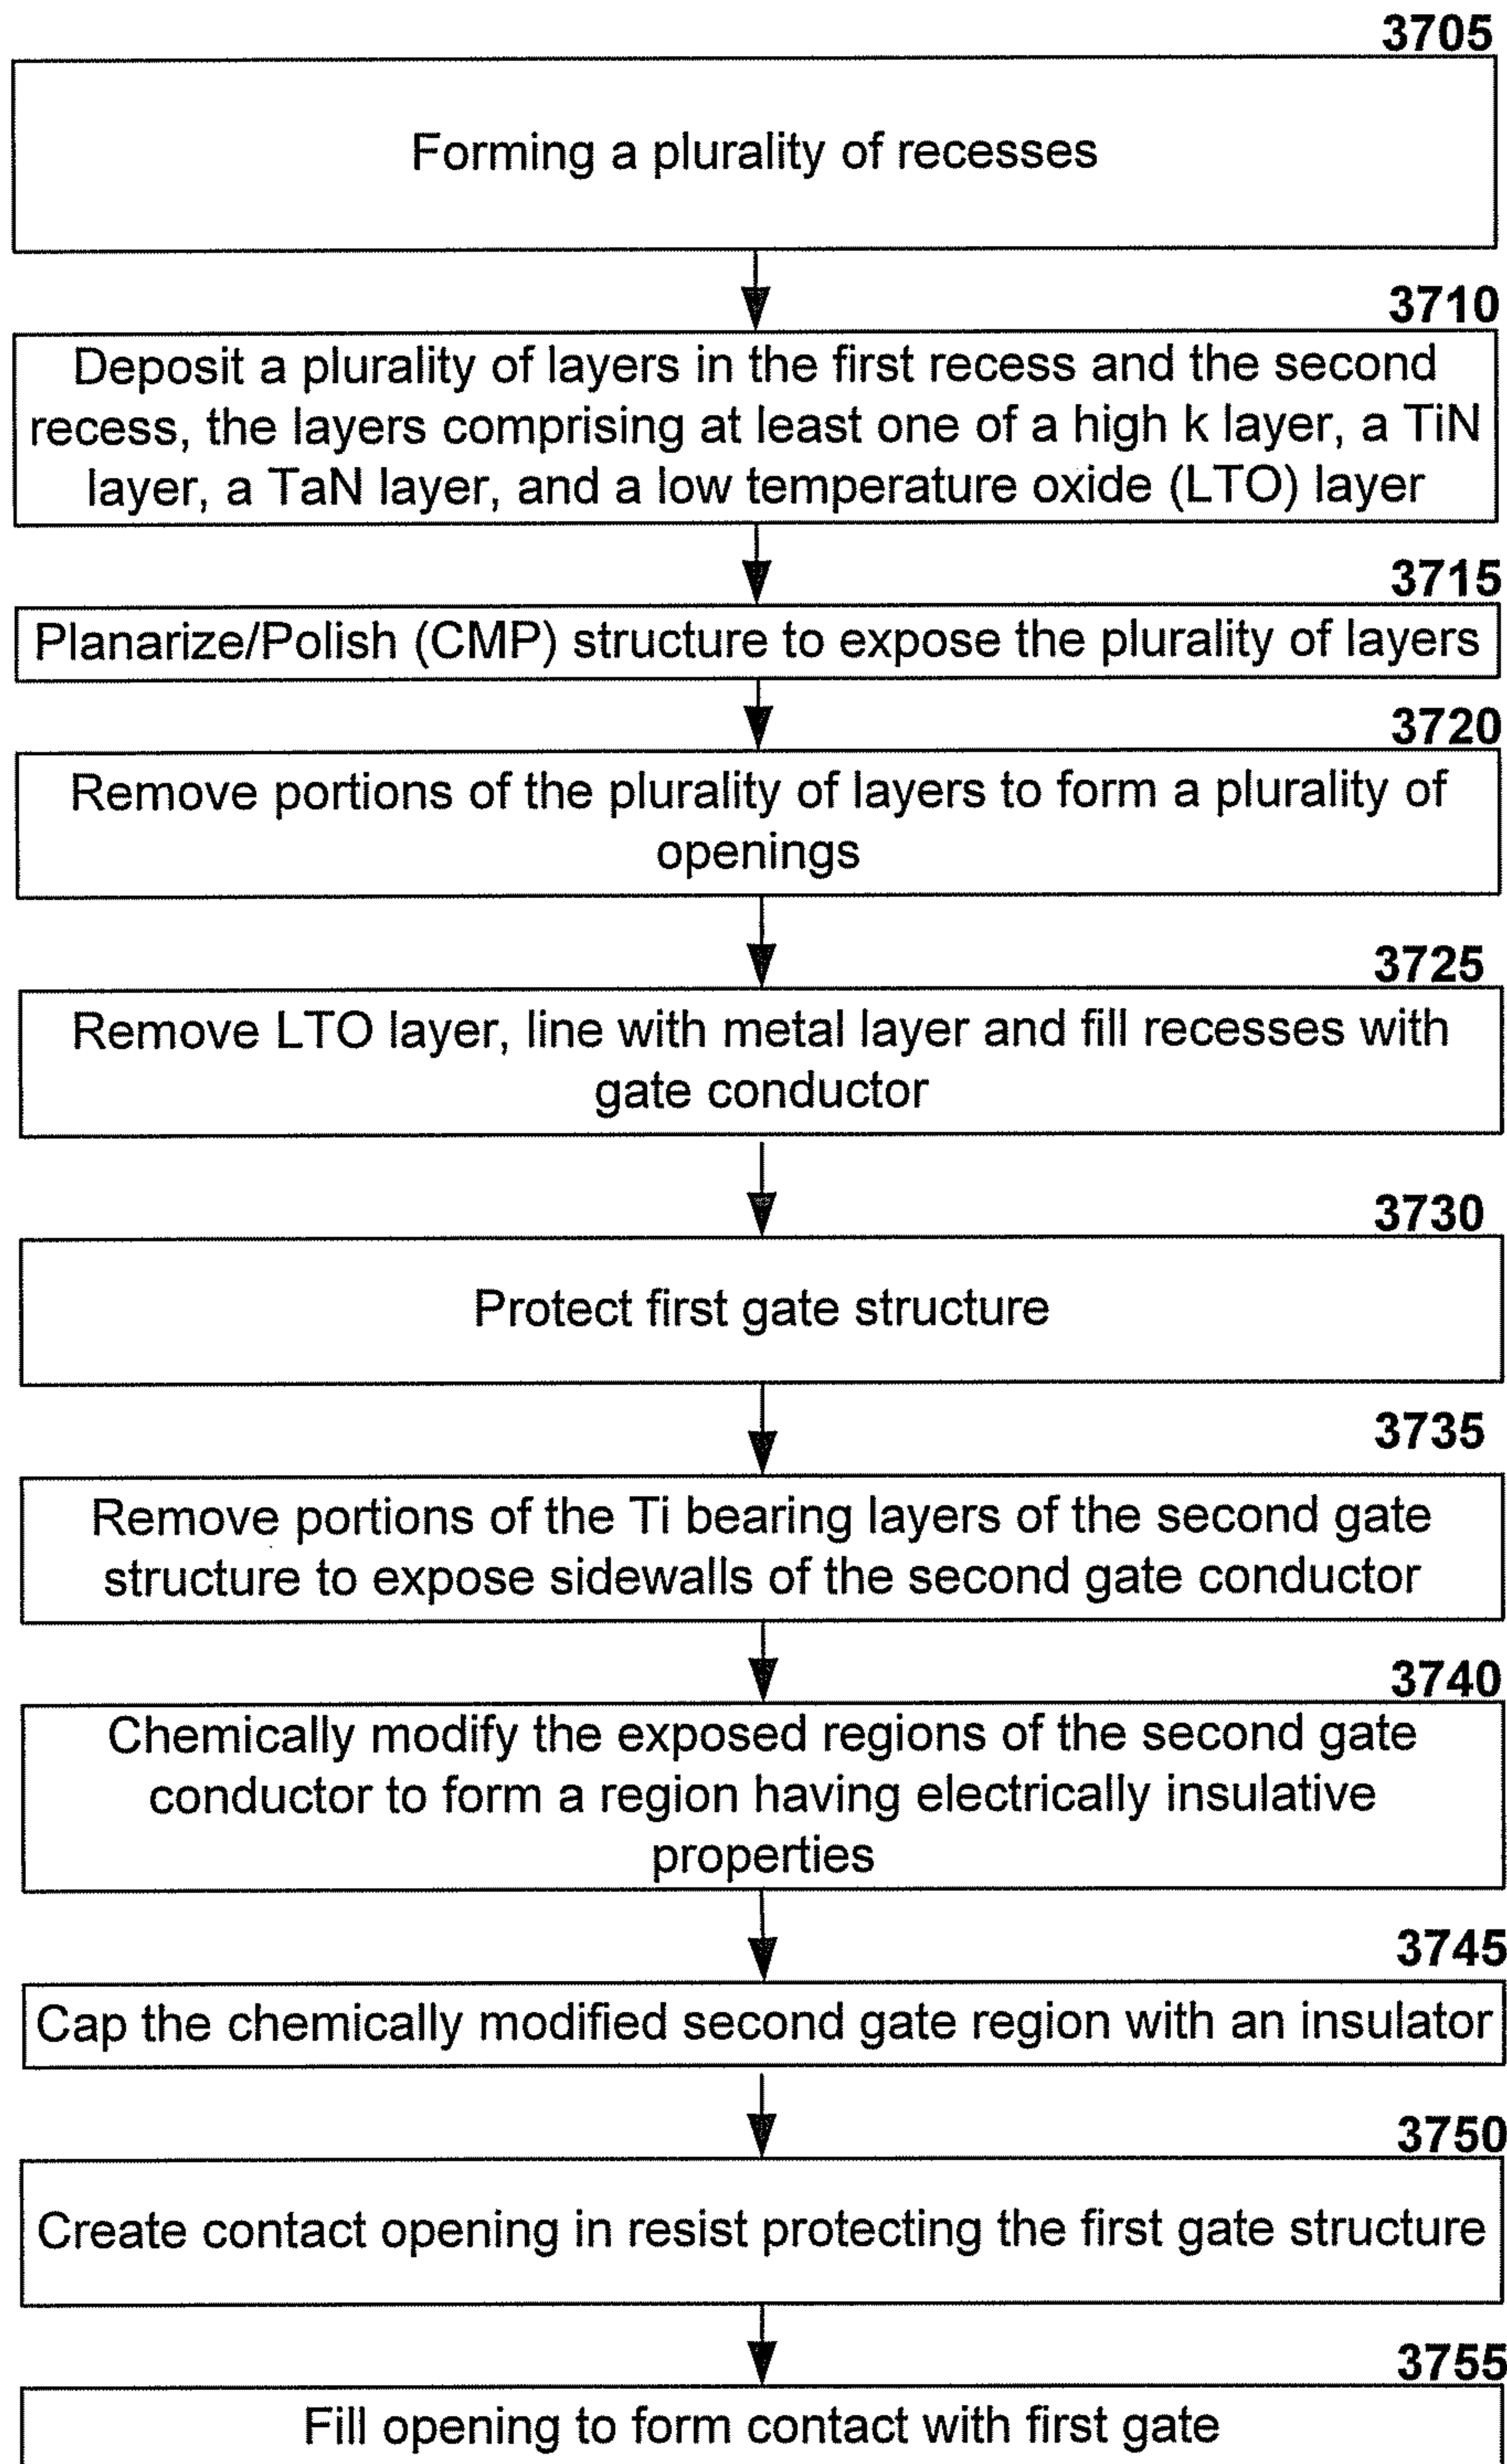 3705
Forming a plurality of recesses
3710
Deposit a plurality of layers in the first recess and the second
recess, the layers comprising at least one of a high k layer, a TiN
layer, a TaN layer, and a low temperature oxide (LTO) layer
3715
Planarize/Polish (CMP) structure to expose the plurality of layers
3720
Remove portions of the plurality of layers to form a plurality of
openings
3725
Remove LTO layer, line with metal layer and fill recesses with
gate conductor
3730
Protect first gate structure
3735
Remove portions of the Ti bearing layers of the second gate
structure to expose sidewalls of the second gate conductor
3740
Chemically modify the exposed regions of the second gate
conductor to form a region having electrically insulative
properties
3745
Cap the chemically modified second gate region with an insulator
3750
Create contact opening in resist protecting the first gate structure
3755
Fill opening to form contact with first gate